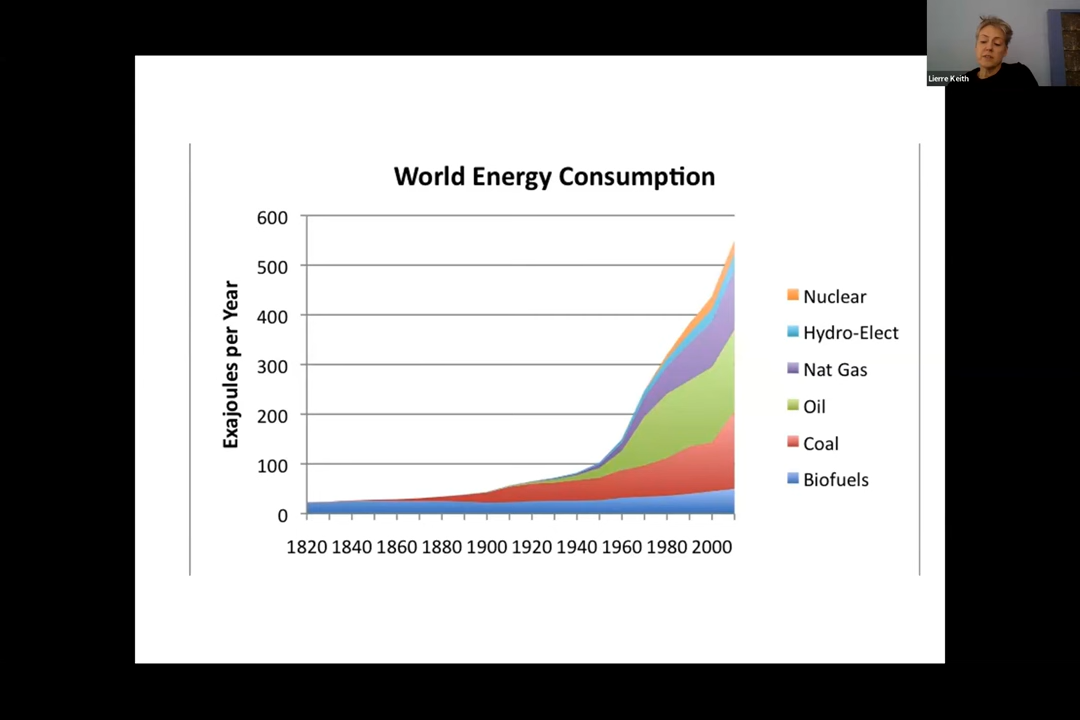 Lierre Keith
World Energy Consumption
Exajoules per Year
600
500
400
300
200
100
0
1820 1840 1860 1880 1900 1920 1940 1960 1980 2000
Nuclear
Hydro-Elect
Nat Gas
Oil
Coal
Biofuels